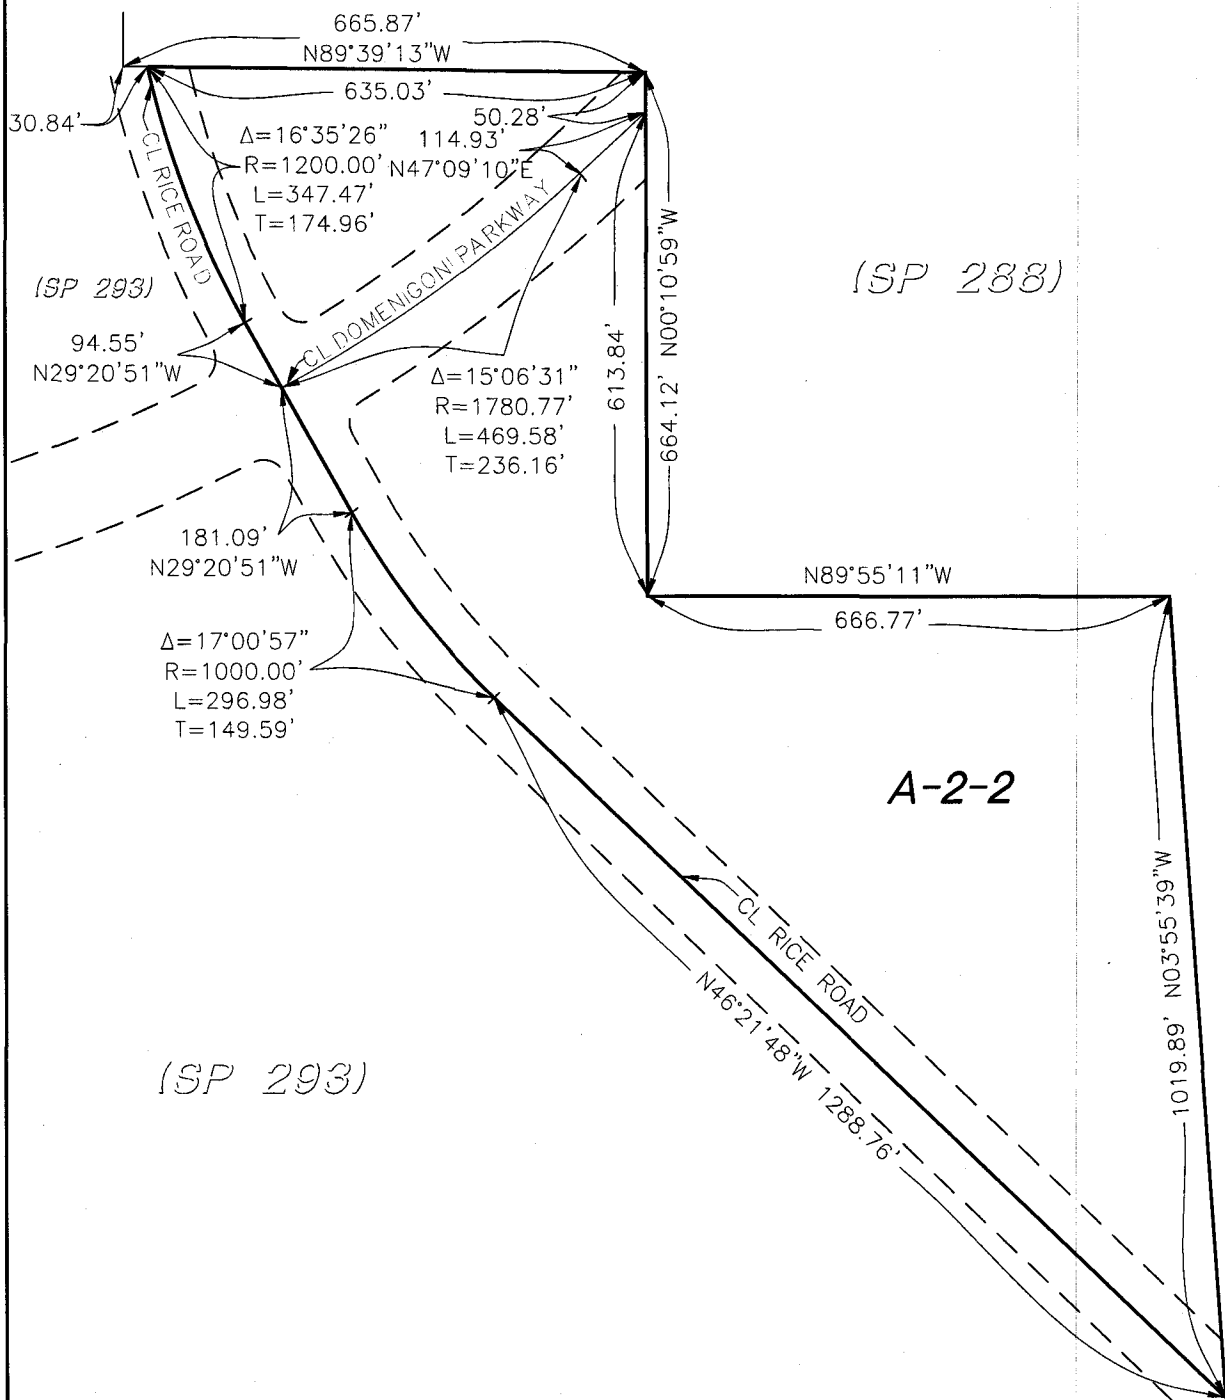 665.87'
N89°39'13"W
635.03'
30.84'
50.28'
Δ=16°35'26"
R=1200.00'
L=347.47'
T=174.96'
114.93'
N47°09'10"E
CL RICE ROAD
CL DOMENIGONI PARKWAY
(SP 293)
(SP 288)
94.55'
N29°20'51"W
Δ=15°06'31"
R=1780.77'
L=469.58'
T=236.16'
613.84'
664.12' N00°10'59"W
181.09'
N29°20'51"W
N89°55'11"W
666.77'
Δ=17°00'57"
R=1000.00'
L=296.98'
T=149.59'
A-2-2
CL RICE ROAD
1019.89' N03°55'39"W
N46°21'48"W 1288.76'
(SP 293)